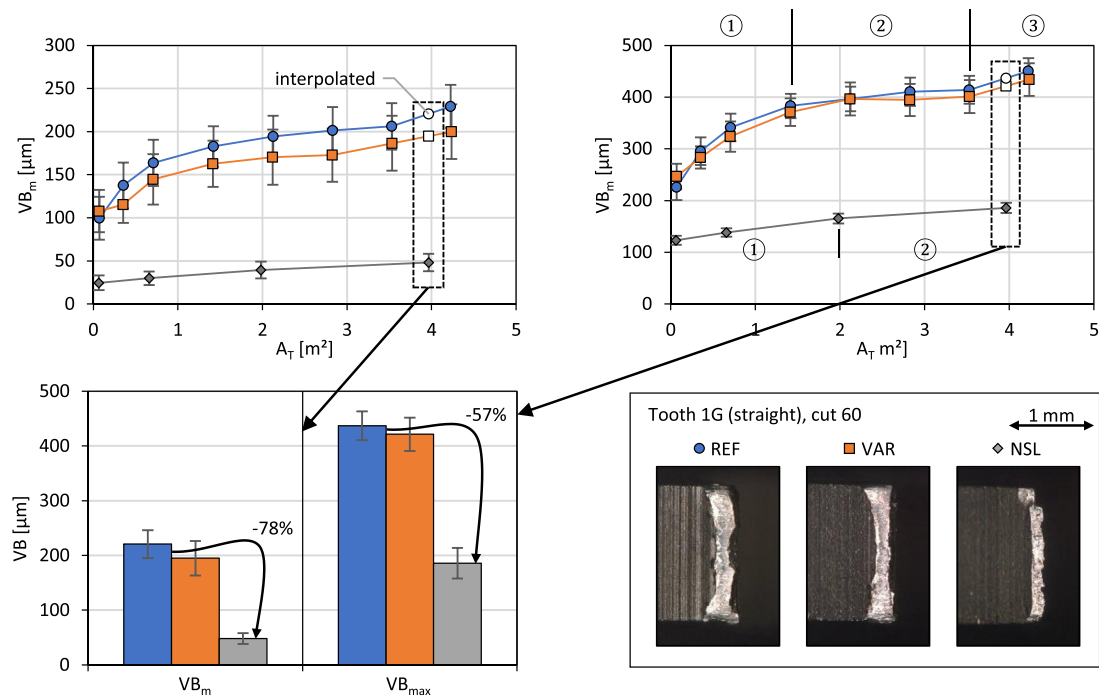 300
250
200
150
100
50
0
VBm [µm]
interpolated
0 1 2 3 4 5
AT [m²]
① ② ③
500
400
300
200
100
0
VBm [µm]
① ②
0 1 2 3 4 5
AT m²]
500
400
300
200
100
0
VB [µm]
-78%
-57%
VBm VBmax
Tooth 1G (straight), cut 60
1 mm
REF VAR NSL